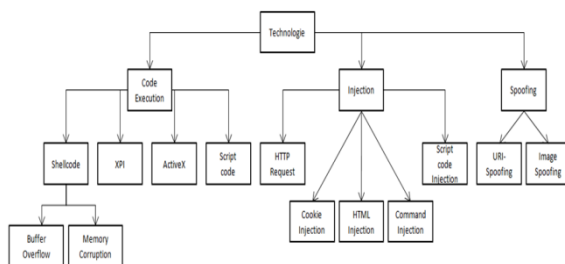 Technologie
Code
Execution
Injection
Spoofing
Shellcode
XPI
ActiveX
Script
code
HTTP
Request
Script
code
Injection
URI-
Spoofing
Image
Spoofing
Cookie
Injection
HTML
Injection
Command
Injection
Buffer
Overflow
Memory
Corruption